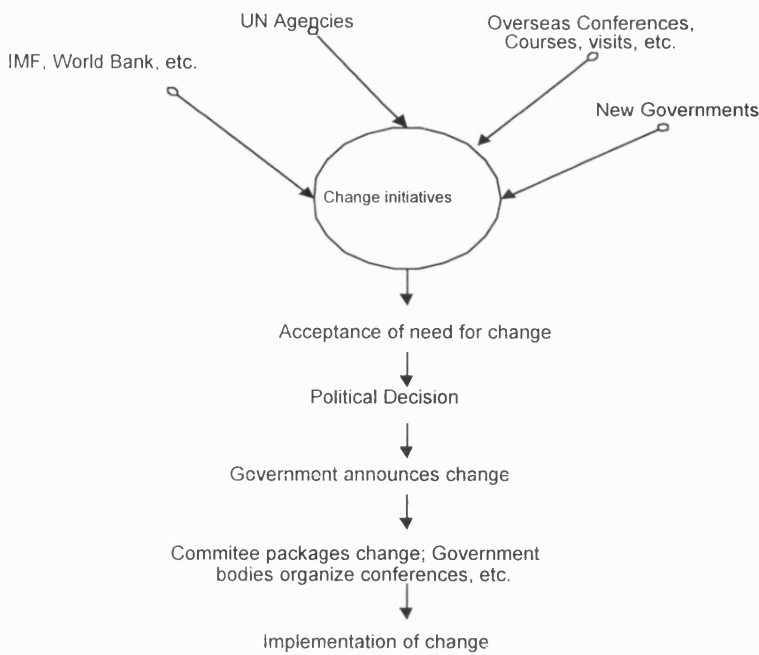 UN Agencies
Overseas Conferences,
Courses, visits, etc.
IMF, World Bank, etc.
New Governments
Change initiatives
Acceptance of need for change
Political Decision
Government announces change
Commitee packages change; Government
bodies organize conferences, etc.
Implementation of change